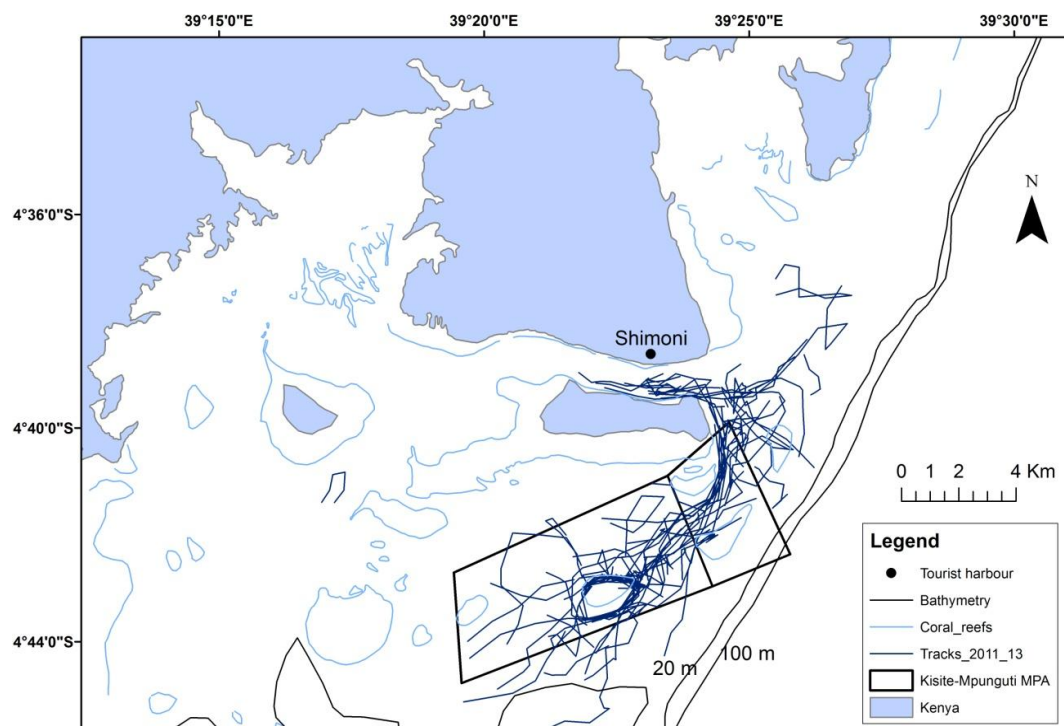 39°15'0"E
39°20'0"E
39°25'0"E
39°30'0"E
4°36'0"S
N
Shimoni
4°40'0"S
0 1 2 4 Km
Legend
Tourist harbour
Bathymetry
Coral_reefs
Tracks_2011_13
Kisite-Mpunguti MPA
Kenya
4°44'0"S
20 m
100 m